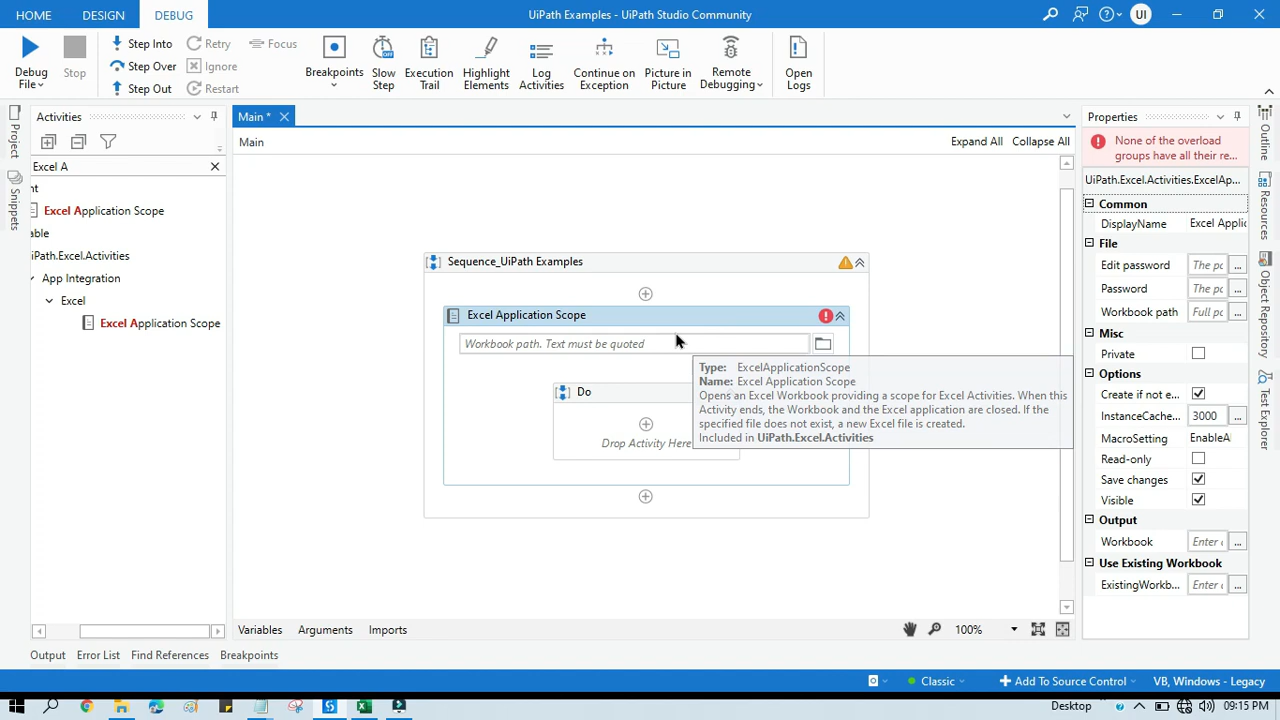 HOME DESIGN DEBUG
UiPath Examples - UiPath Studio Community
UI
Debug File
Stop
Step Into
Step Over
Step Out
Retry
Ignore
Restart
Focus
Breakpoints
Slow Step
Execution Trail
Highlight Elements
Log Activities
Continue on Exception
Picture in Picture
Remote Debugging
Open Logs
Project
Snippets
Activities
Excel A
nt
Excel Application Scope
able
iPath.Excel.Activities
App Integration
Excel
Excel Application Scope
Main *
Main
Expand All Collapse All
Sequence_UiPath Examples
Excel Application Scope
Workbook path. Text must be quoted
Do
Drop Activity Here
Type: ExcelApplicationScope
Name: Excel Application Scope
Opens an Excel Workbook providing a scope for Excel Activities. When this
Activity ends, the Workbook and the Excel application are closed. If the
specified file does not exist, a new Excel file is created.
Included in UiPath.Excel.Activities
Properties
None of the overload
groups have all their re...
UiPath.Excel.Activities.ExcelAp...
Common
DisplayName Excel Applic
File
Edit password The pa ...
Password The pa ...
Workbook path Full pa ...
Misc
Private
Options
Create if not e...
InstanceCache... 3000 ...
MacroSetting EnableA
Read-only
Save changes
Visible
Output
Workbook Enter ...
Use Existing Workbook
ExistingWorkb... Enter ...
Outline
Resources
Object Repository
Test Explorer
Variables Arguments Imports
100%
Output Error List Find References Breakpoints
Classic
Add To Source Control
VB, Windows - Legacy
Desktop
09:15 PM